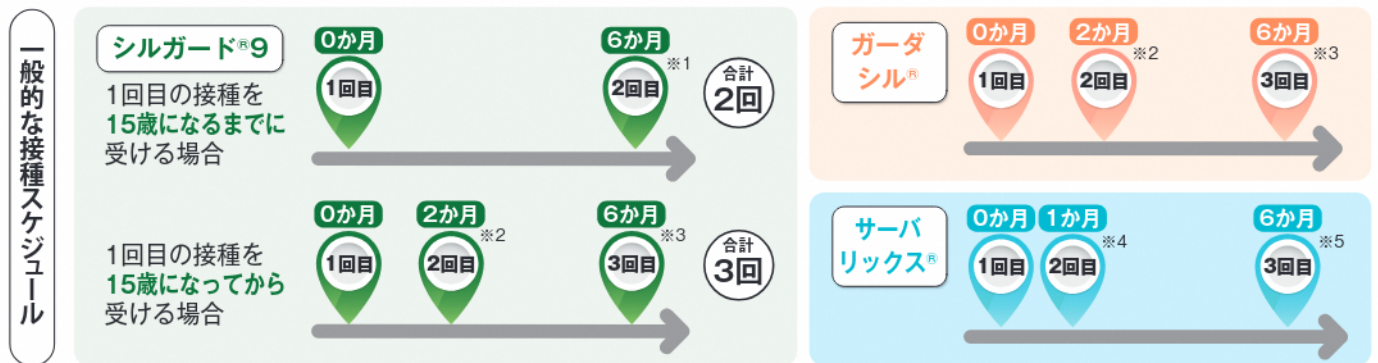 一般的な接種スケジュール
シルガード®9
1回目の接種を
15歳になるまでに
受ける場合
0か月
1回目
6か月
2回目
※1
合計
2回
1回目の接種を
15歳になってから
受ける場合
0か月
1回目
2か月
2回目
※2
6か月
3回目
※3
合計
3回
ガーダ
シル®
0か月
1回目
2か月
2回目
※2
6か月
3回目
※3
サーバ
リックス®
0か月
1回目
1か月
2回目
※4
6か月
3回目
※5